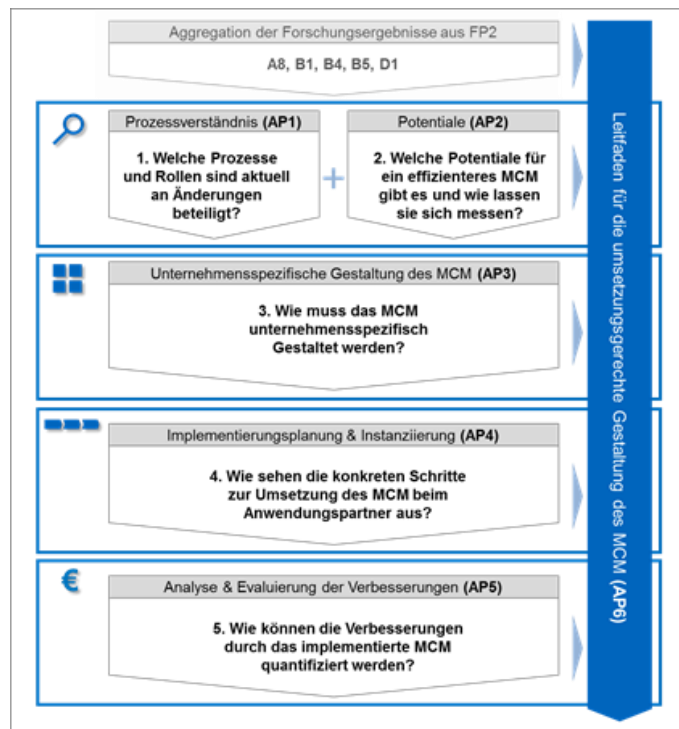 Aggregation der Forschungsergebnisse aus FP2
A8, B1, B4, B5, D1
Prozessverständnis (AP1)
1. Welche Prozesse
und Rollen sind aktuell
an Änderungen
beteiligt?
+
Potentiale (AP2)
2. Welche Potentiale für
ein effizienteres MCM
gibt es und wie lassen
sie sich messen?
Unternehmensspezifische Gestaltung des MCM (AP3)
3. Wie muss das MCM
unternehmensspezifisch
Gestaltet werden?
Implementierungsplanung & Instanziierung (AP4)
4. Wie sehen die konkreten Schritte
zur Umsetzung des MCM beim
Anwendungspartner aus?
€
Analyse & Evaluierung der Verbesserungen (AP5)
5. Wie können die Verbesserungen
durch das implementierte MCM
quantifiziert werden?
Leitfaden für die umsetzungsgerechte Gestaltung des MCM (AP6)